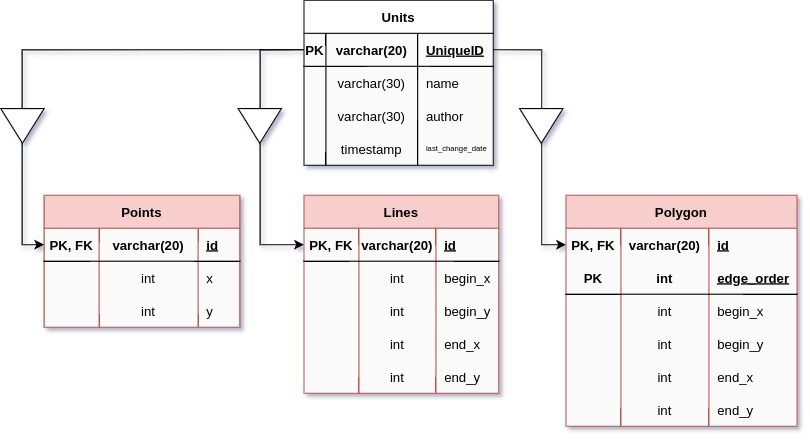 Units
PK varchar(20) UniqueID
varchar(30) name
varchar(30) author
timestamp last_change_date
Points
PK, FK varchar(20) id
int x
int y
Lines
PK, FK varchar(20) id
int begin_x
int begin_y
int end_x
int end_y
Polygon
PK, FK varchar(20) id
PK int edge_order
int begin_x
int begin_y
int end_x
int end_y